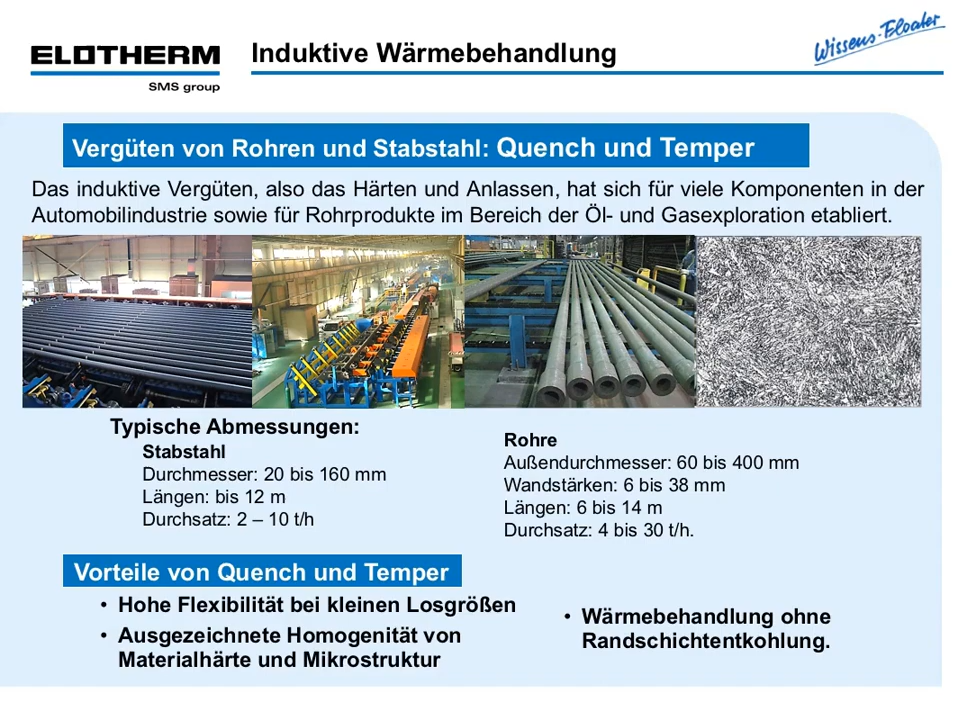 ELOTHERM
SMS group
Induktive Wärmebehandlung
Wissens-Floater
Vergüten von Rohren und Stabstahl: Quench und Temper
Das induktive Vergüten, also das Härten und Anlassen, hat sich für viele Komponenten in der
Automobilindustrie sowie für Rohrprodukte im Bereich der Öl- und Gasexploration etabliert.
Typische Abmessungen:
Stabstahl
Durchmesser: 20 bis 160 mm
Längen: bis 12 m
Durchsatz: 2 – 10 t/h
Rohre
Außendurchmesser: 60 bis 400 mm
Wandstärken: 6 bis 38 mm
Längen: 6 bis 14 m
Durchsatz: 4 bis 30 t/h.
Vorteile von Quench und Temper
• Hohe Flexibilität bei kleinen Losgrößen
• Ausgezeichnete Homogenität von
Materialhärte und Mikrostruktur
• Wärmebehandlung ohne
Randschichtentkohlung.